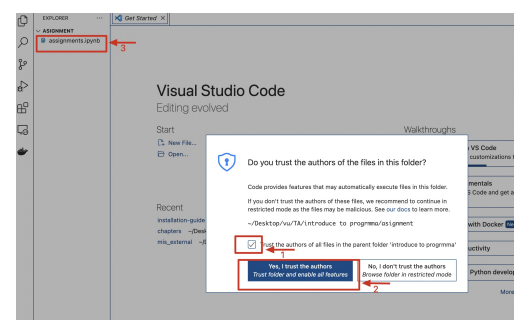 EXPLORER
...
Get Started
ASIGNMENT
assignments.ipynb
3
Visual Studio Code
Editing evolved
Start
New File...
Open...
Recent
installation-guide
chapters ~/Desk
mis_external ~/
Walkthroughs
VS Code
customizations t
mentals
S Code and get a
with Docker
uctivity
Python develop
More
Do you trust the authors of the files in this folder?
Code provides features that may automatically execute files in this folder.
If you don't trust the authors of these files, we recommend to continue in
restricted mode as the files may be malicious. See our docs to learn more.
~/Desktop/vu/TA/introduce to progrmma/asignment
Trust the authors of all files in the parent folder 'introduce to progrmma'
1
Yes, I trust the authors
Trust folder and enable all features
No, I don't trust the authors
Browse folder in restricted mode
2